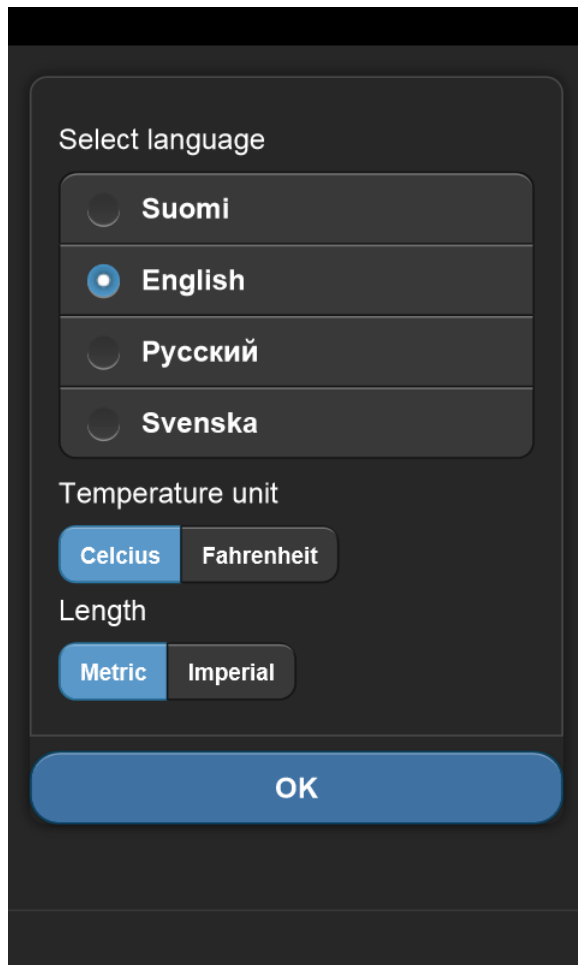 Select language
Suomi
English
Русский
Svenska
Temperature unit
Celcius Fahrenheit
Length
Metric Imperial
OK